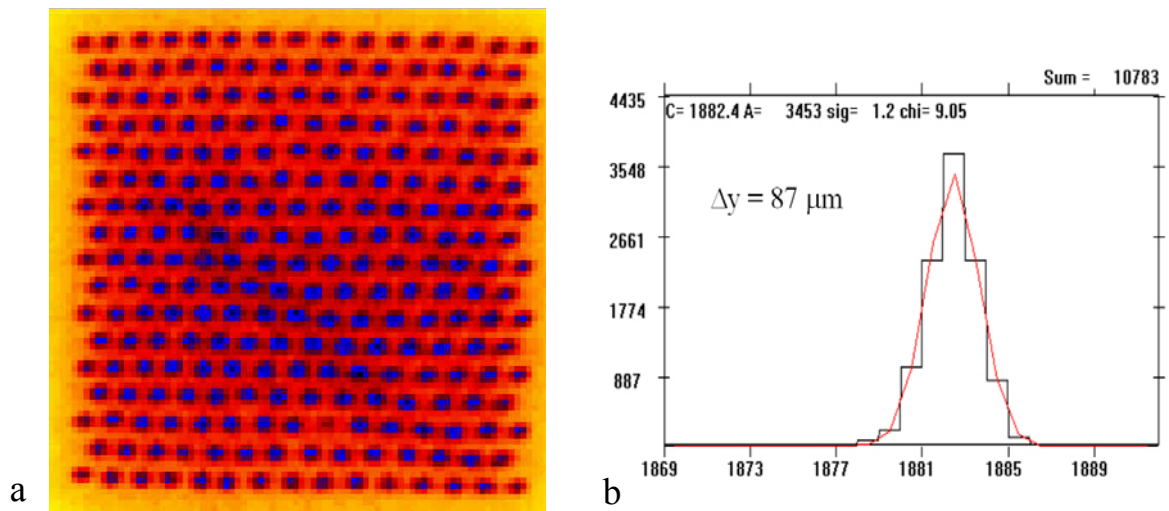 Sum = 10783
4435
C= 1882.4 A= 3453 sig= 1.2 chi= 9.05
3548
Δy = 87 μm
2661
1774
887
1869 1873 1877 1881 1885 1889
a b